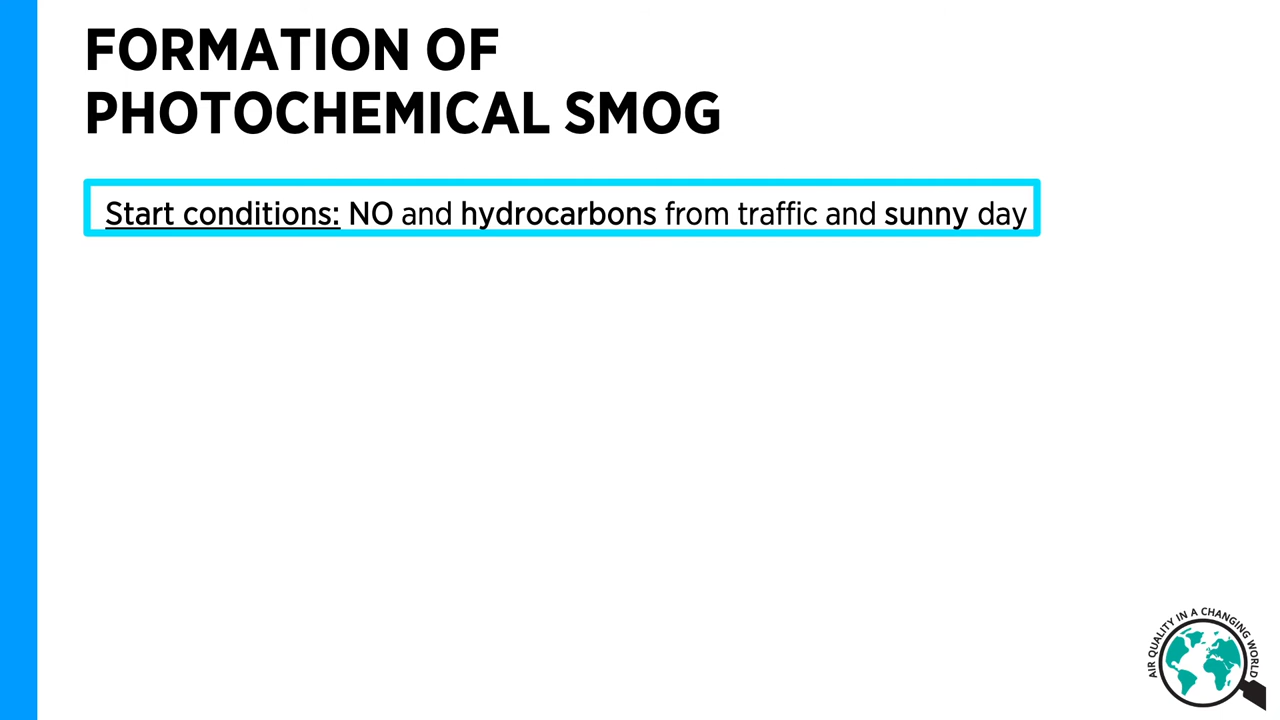 FORMATION OF
PHOTOCHEMICAL SMOG
Start conditions: NO and hydrocarbons from traffic and sunny day
AIR QUALITY IN A CHANGING WORLD